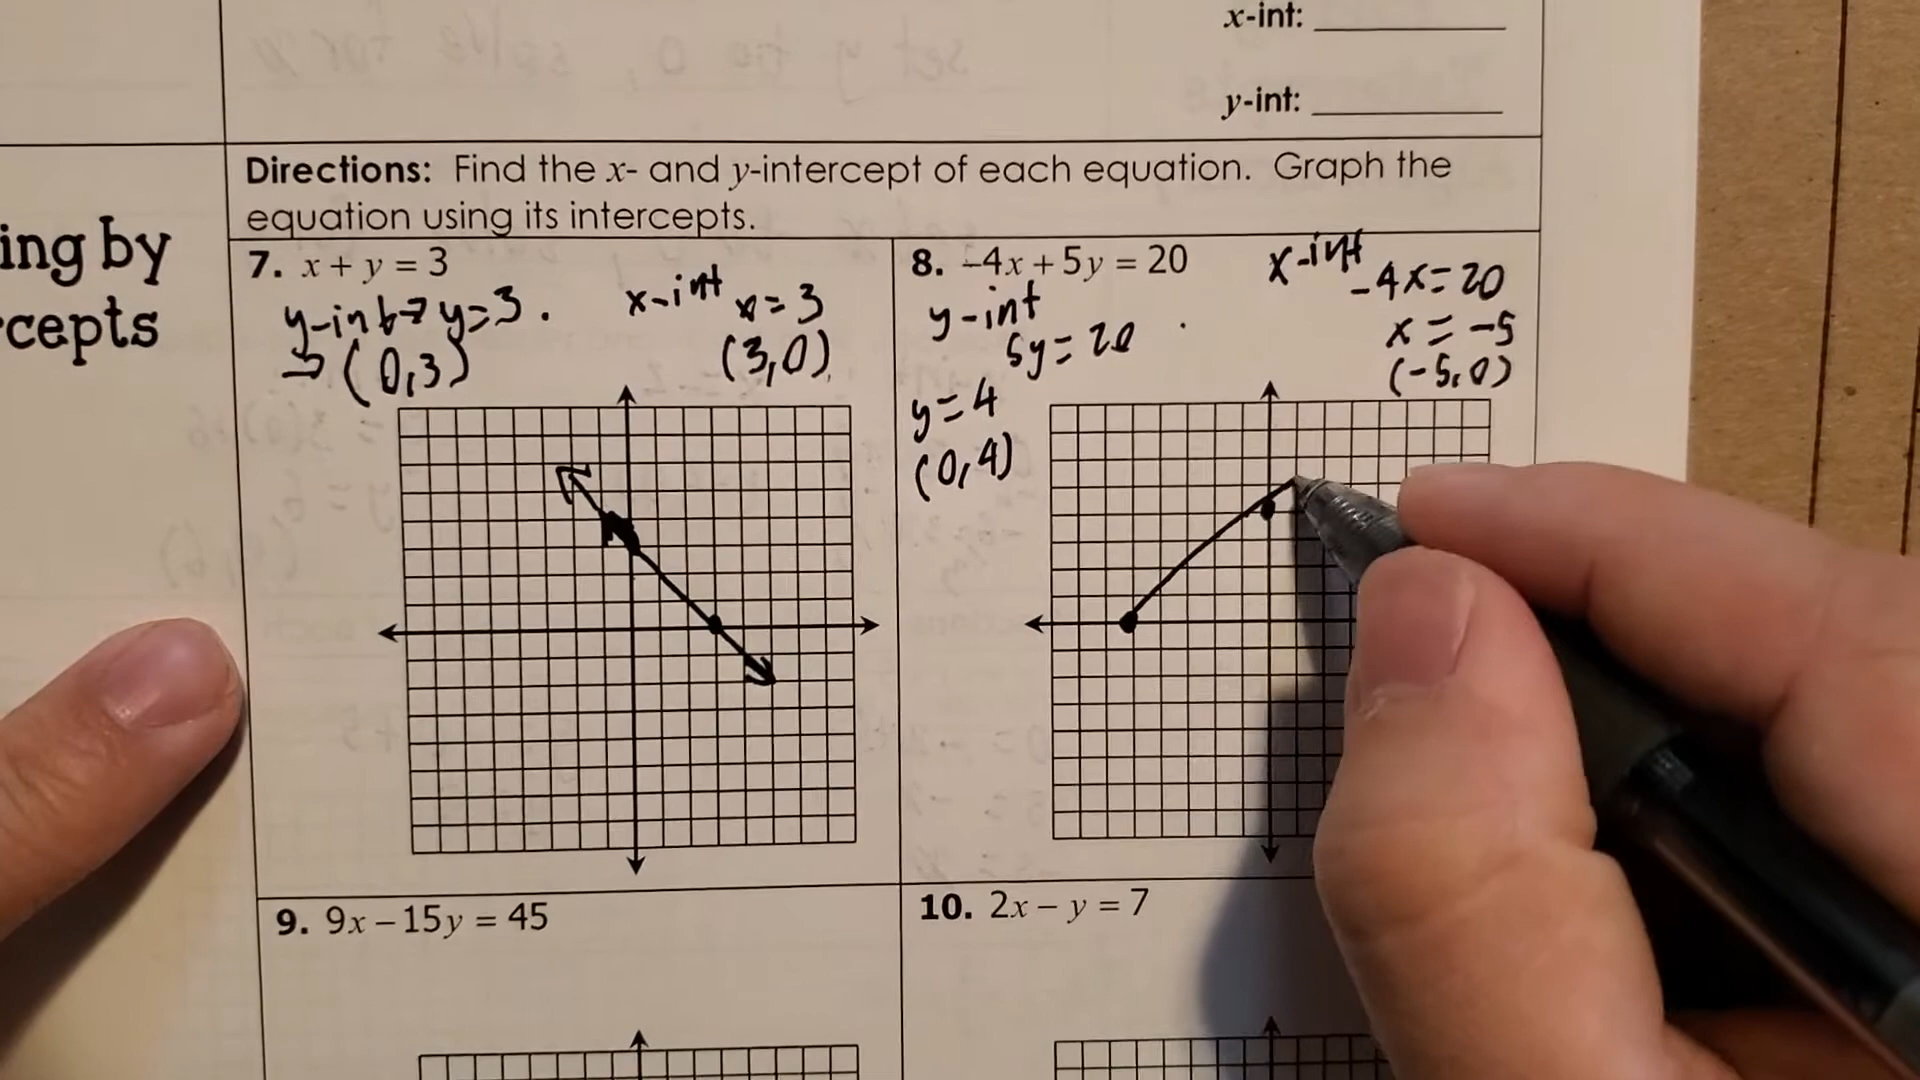 x-int:
y-int:
Directions: Find the x- and y-intercept of each equation. Graph the
equation using its intercepts.
ing by
cepts
7. x + y = 3
y-int → y=3.
→ (0,3)
x-int
x=3
(3,0)
8. -4x + 5y = 20
y-int
5y=20
y=4
(0,4)
x-int
-4x=20
x=-5
(-5,0)
9. 9x – 15y = 45
10. 2x – y = 7